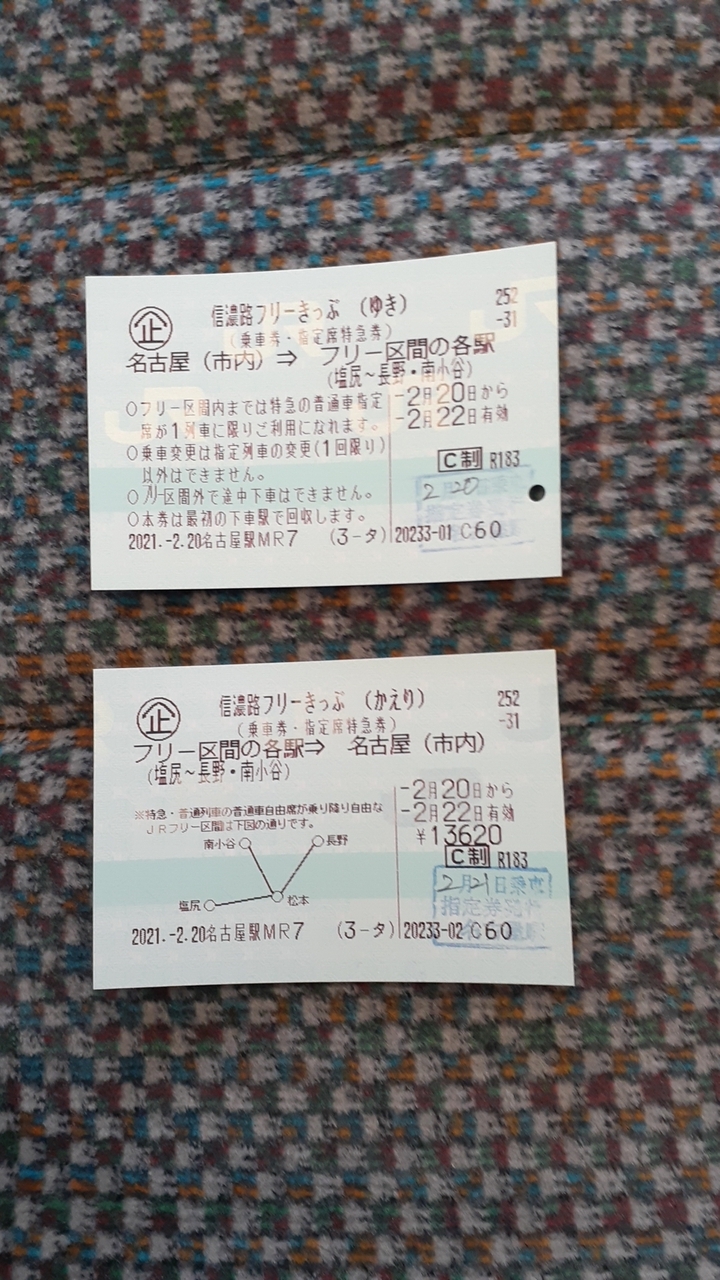 企
信濃路フリーきっぷ (ゆき)
252
-31
(乗車券・指定席特急券)
名古屋(市内)⇒ フリー区間の各駅
(塩尻~長野・南小谷)
-2月20日から
-2月22日有効
○フリー区間内までは特急の普通車指定
席が1列車に限りご利用になれます。
○乗車変更は指定列車の変更(1回限り)
以外はできません。
○フリー区間外で途中下車はできません。
○本券は最初の下車駅で回収します。
C制 R183
2月20
2021.-2.20名古屋駅MR7 (3-タ) 20233-01 C60
企
信濃路フリーきっぷ (かえり)
252
-31
(乗車券・指定席特急券)
フリー区間の各駅⇒ 名古屋(市内)
(塩尻~長野・南小谷)
-2月20日から
-2月22日有効
¥13620
※特急・普通列車の普通車自由席が乗り降り自由な
JRフリー区間は下図の通りです。
南小谷 長野
塩尻 松本
C制 R183
2月21日乗車
指定券発行
2021.-2.20名古屋駅MR7 (3-タ) 20233-02 C60